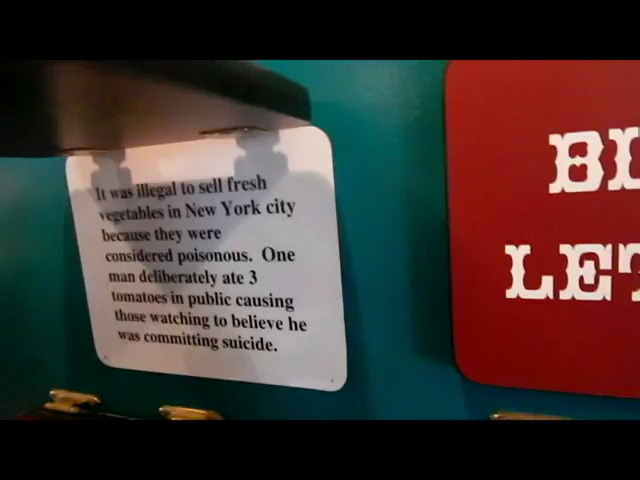 It was illegal to sell fresh
vegetables in New York city
because they were
considered poisonous. One
man deliberately ate 3
tomatoes in public causing
those watching to believe he
was committing suicide.